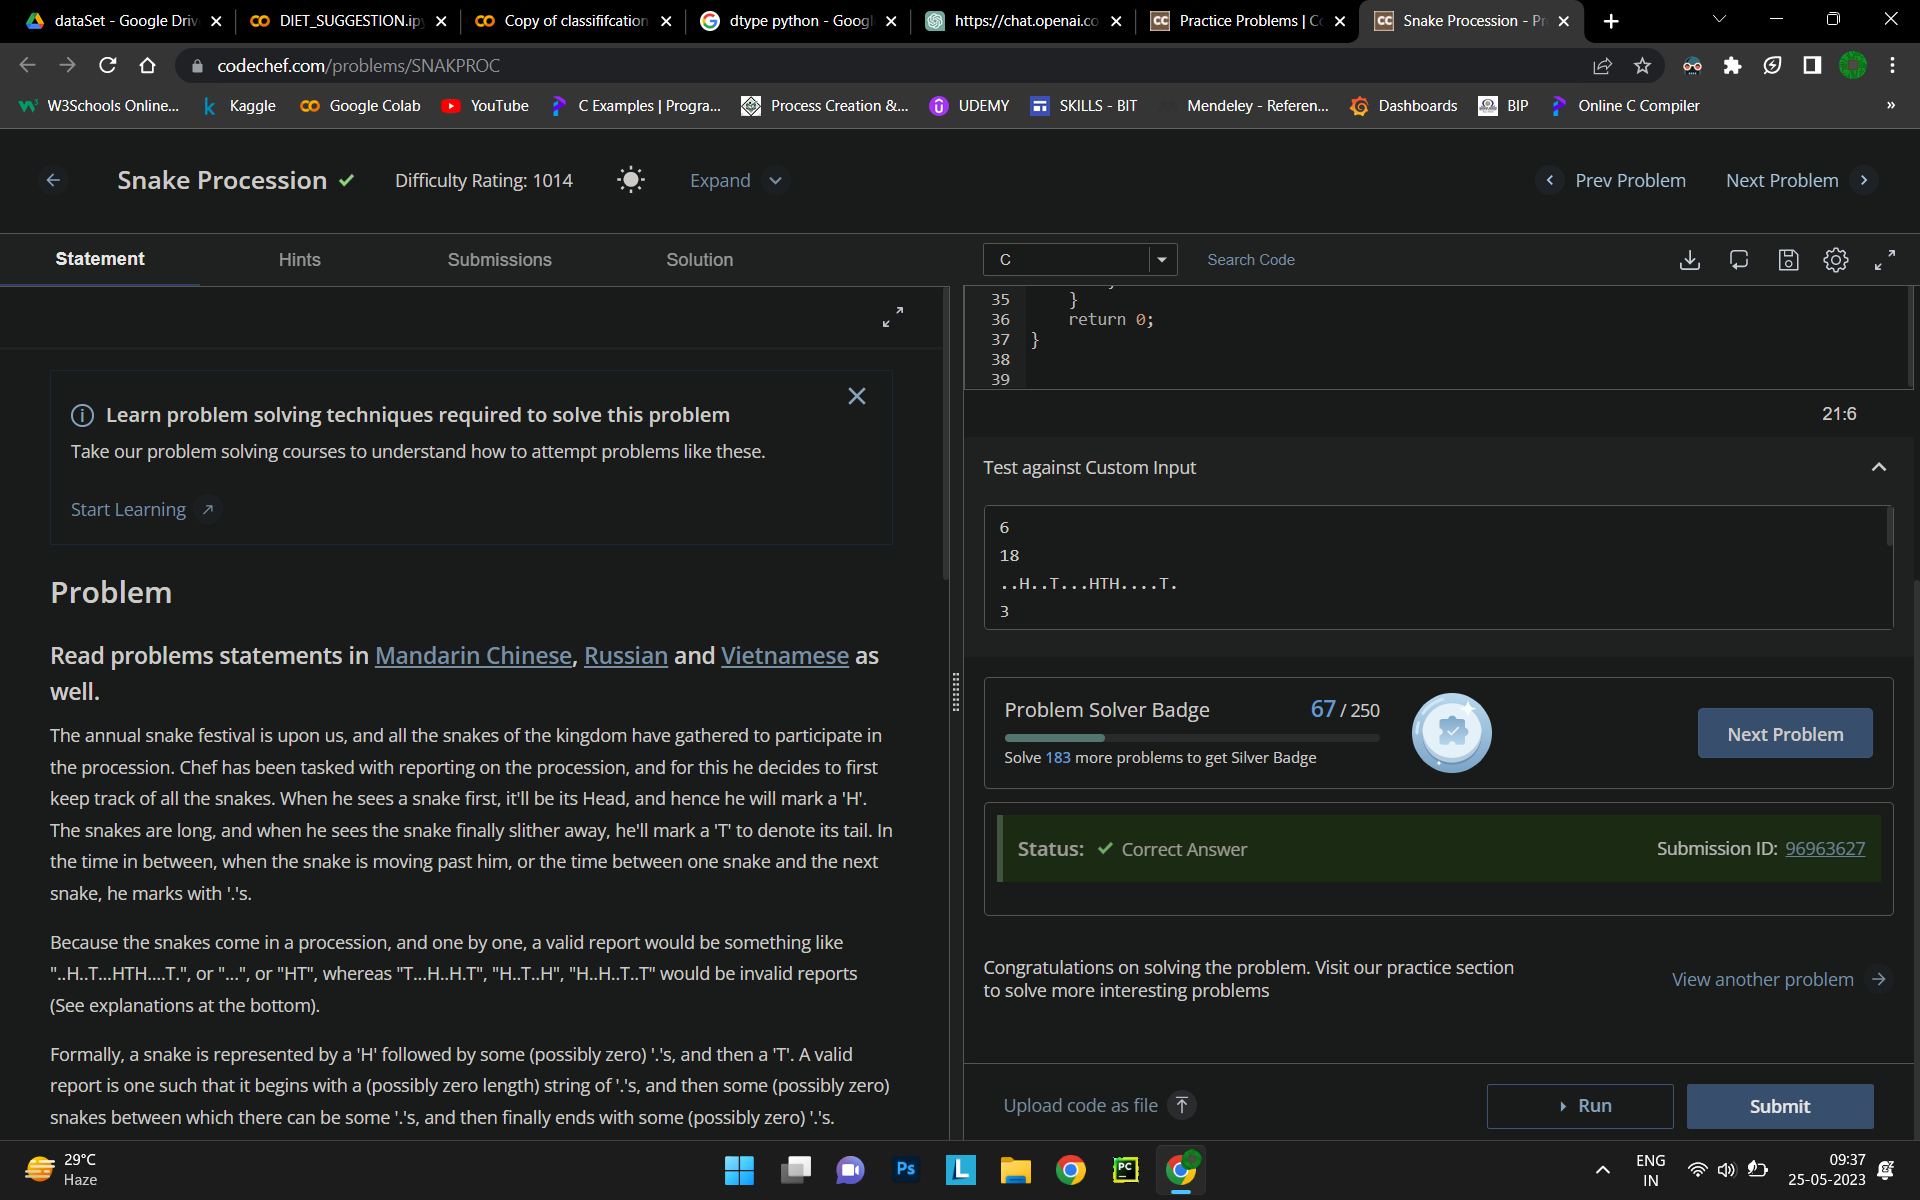 dataSet - Google Driv
DIET_SUGGESTION.ipy
Copy of classififcation
dtype python - Googl
https://chat.openai.co
Practice Problems | Co
Snake Procession - Pr
codechef.com/problems/SNAKPROC
W3Schools Online...
Kaggle
Google Colab
YouTube
C Examples | Progra...
Process Creation &...
UDEMY
SKILLS - BIT
Mendeley - Referen...
Dashboards
BIP
Online C Compiler
»
Snake Procession
Difficulty Rating: 1014
Expand
Prev Problem
Next Problem
Statement
Hints
Submissions
Solution
C
Search Code
Learn problem solving techniques required to solve this problem
Take our problem solving courses to understand how to attempt problems like these.
Start Learning
Problem
Read problems statements in Mandarin Chinese, Russian and Vietnamese as
well.
The annual snake festival is upon us, and all the snakes of the kingdom have gathered to participate in
the procession. Chef has been tasked with reporting on the procession, and for this he decides to first
keep track of all the snakes. When he sees a snake first, it'll be its Head, and hence he will mark a 'H'.
The snakes are long, and when he sees the snake finally slither away, he'll mark a 'T' to denote its tail. In
the time in between, when the snake is moving past him, or the time between one snake and the next
snake, he marks with '.'s.
Because the snakes come in a procession, and one by one, a valid report would be something like
"..H..T...HTH....T.", or "...", or "HT", whereas "T...H..H.T", "H..T..H", "H..H..T..T" would be invalid reports
(See explanations at the bottom).
Formally, a snake is represented by a 'H' followed by some (possibly zero) '.'s, and then a 'T'. A valid
report is one such that it begins with a (possibly zero length) string of '.'s, and then some (possibly zero)
snakes between which there can be some '.'s, and then finally ends with some (possibly zero) '.'s.
35 }
36 return 0;
37 }
38
39
21:6
Test against Custom Input
6
18
..H..T...HTH....T.
3
Problem Solver Badge
67 / 250
Solve 183 more problems to get Silver Badge
Next Problem
Status:
Correct Answer
Submission ID: 96963627
Congratulations on solving the problem. Visit our practice section
to solve more interesting problems
View another problem
Upload code as file
Run
Submit
29°C
Haze
Ps
L
PC
ENG
IN
09:37
25-05-2023